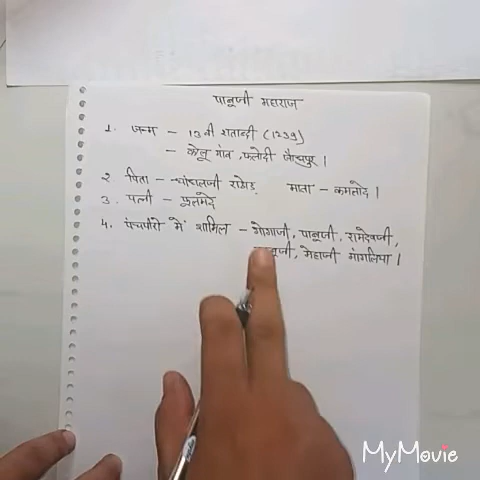 पाबूजी महाराज
1. जन्म - 13वी शताब्दी (1239)
- कोलू गांव, फलोदी जोधपुर।
2 पिता - धांधलजी राठौड़ माता - कमलादे।
3. पत्नी - फूलमदे
4. पंचपीरो में शामिल - गोगाजी, पाबूजी, रामदेवजी,
मेहाजी मांगलिया।
MyMovie